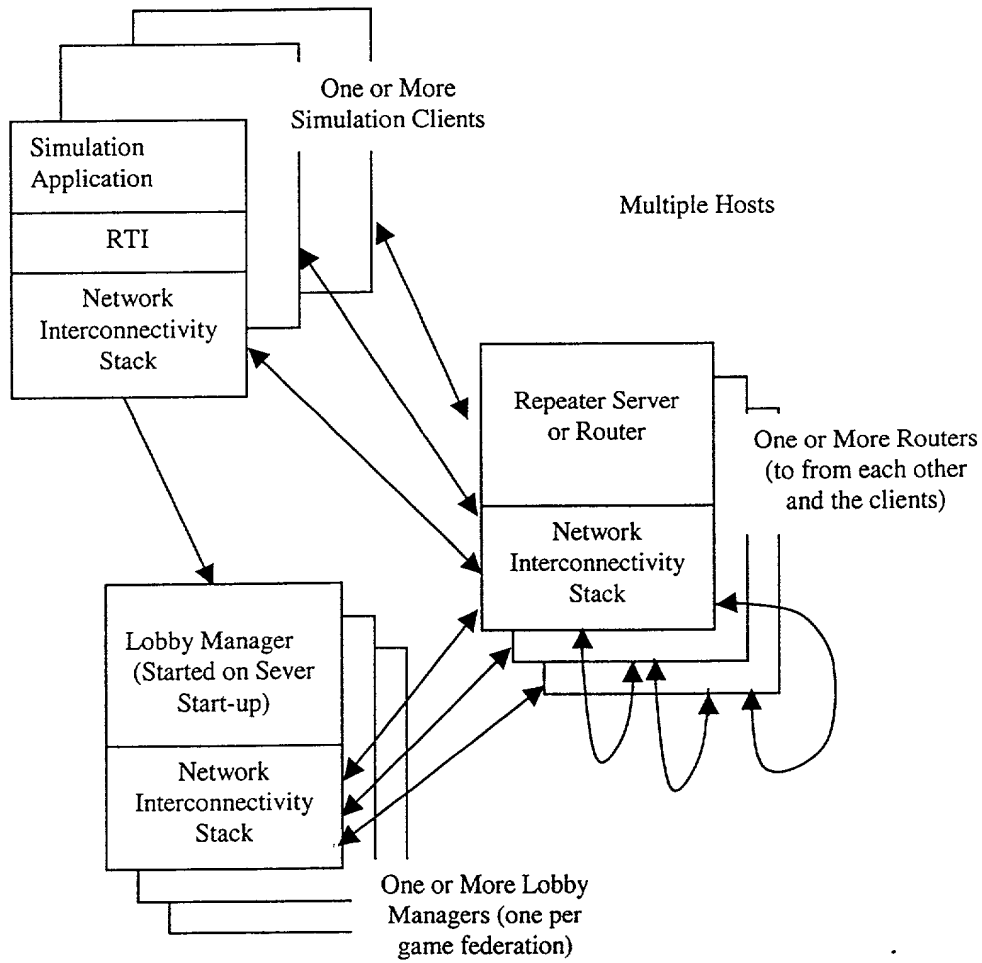 One or More
Simulation Clients
Simulation
Application
RTI
Network
Interconnectivity
Stack
Multiple Hosts
Repeater Server
or Router
Network
Interconnectivity
Stack
One or More Routers
(to from each other
and the clients)
Lobby Manager
(Started on Sever
Start-up)
Network
Interconnectivity
Stack
One or More Lobby
Managers (one per
game federation)